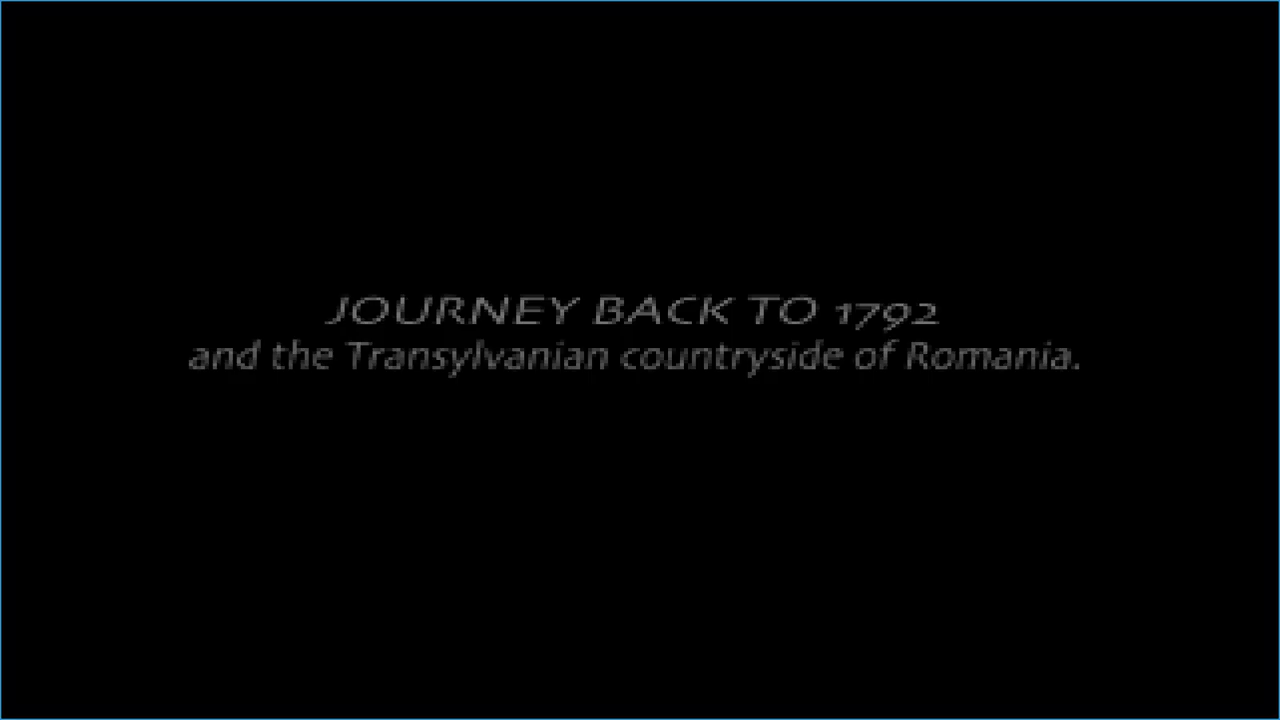 JOURNEY BACK TO 1792
and the Transylvanian countryside of Romania.